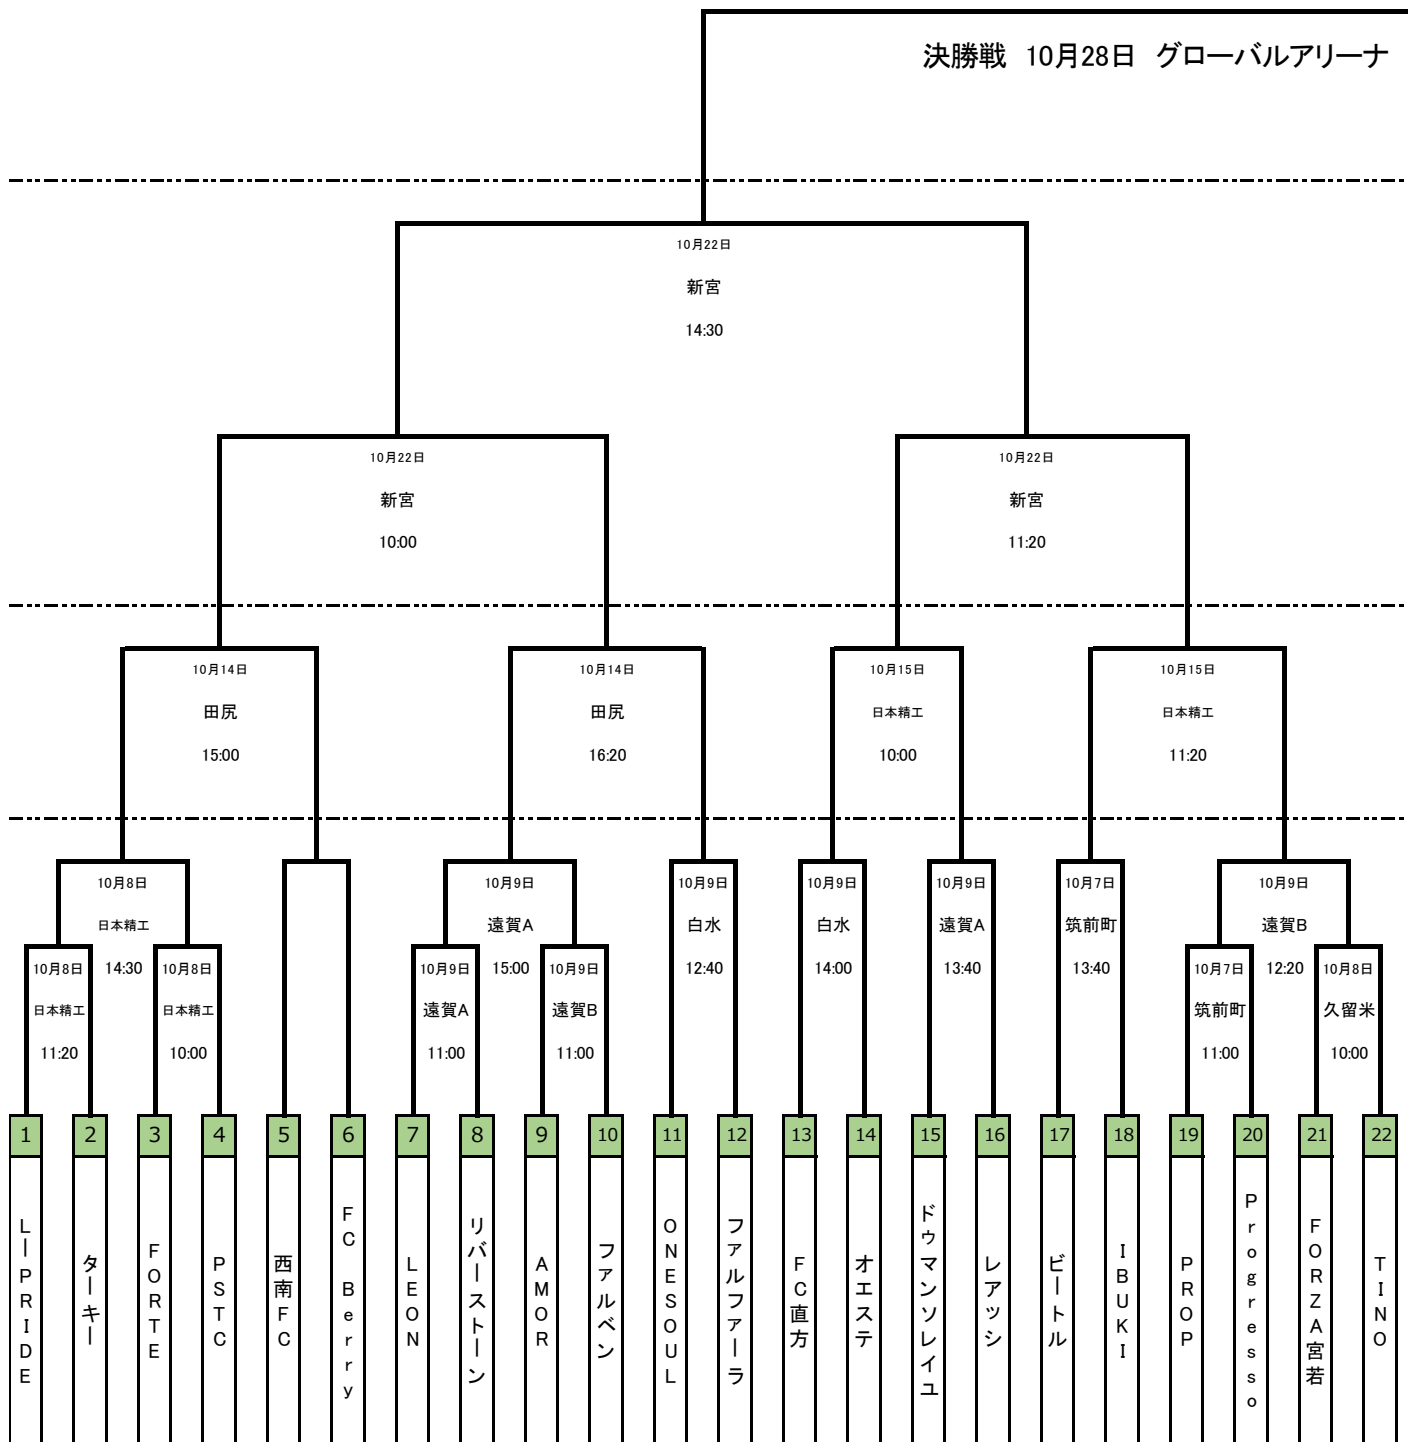 決勝戦 10月28日 グローバルアリーナ
10月22日
新宮
14:30
10月22日
新宮
10:00
10月22日
新宮
11:20
10月14日
田尻
15:00
10月14日
田尻
16:20
10月15日
日本精工
10:00
10月15日
日本精工
11:20
10月8日
日本精工
14:30
10月9日
遠賀A
15:00
10月9日
白水
12:40
10月9日
白水
14:00
10月9日
遠賀A
13:40
10月7日
筑前町
13:40
10月9日
遠賀B
12:20
10月8日
日本精工
11:20
10月8日
日本精工
10:00
10月9日
遠賀A
11:00
10月9日
遠賀B
11:00
10月7日
筑前町
11:00
10月8日
久留米
10:00
1 2 3 4 5 6 7 8 9 10 11 12 13 14 15 16 17 18 19 20 21 22
LーPRIDE
ターキー
FORTE
PSTC
西南FC
FC Berry
LEON
リバーストーン
AMOR
ファルベン
ONESOUL
ファルファーラ
FC直方
オエステ
ドゥマンソレイユ
レアッシ
ビートル
IBUKI
PROP
Progresso
FORZA宮若
TINO